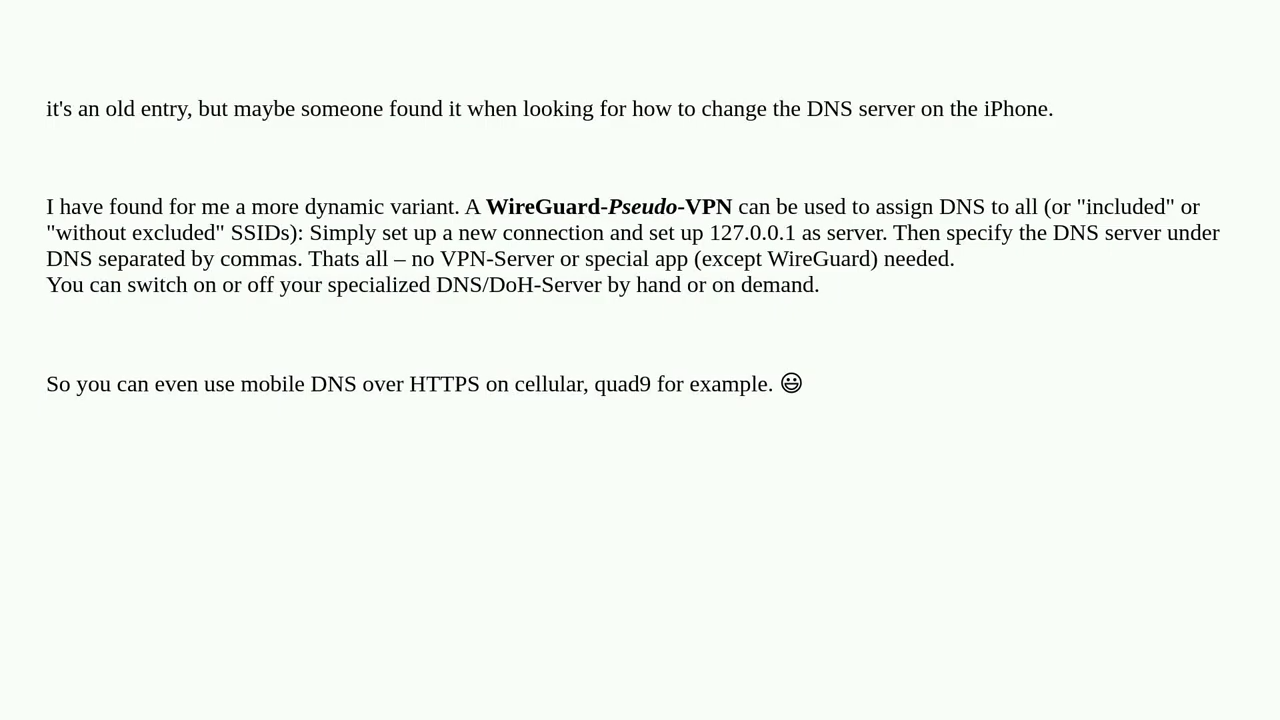 it's an old entry, but maybe someone found it when looking for how to change the DNS server on the iPhone.
I have found for me a more dynamic variant. A WireGuard-Pseudo-VPN can be used to assign DNS to all (or "included" or
"without excluded" SSIDs): Simply set up a new connection and set up 127.0.0.1 as server. Then specify the DNS server under
DNS separated by commas. Thats all – no VPN-Server or special app (except WireGuard) needed.
You can switch on or off your specialized DNS/DoH-Server by hand or on demand.
So you can even use mobile DNS over HTTPS on cellular, quad9 for example. 😃